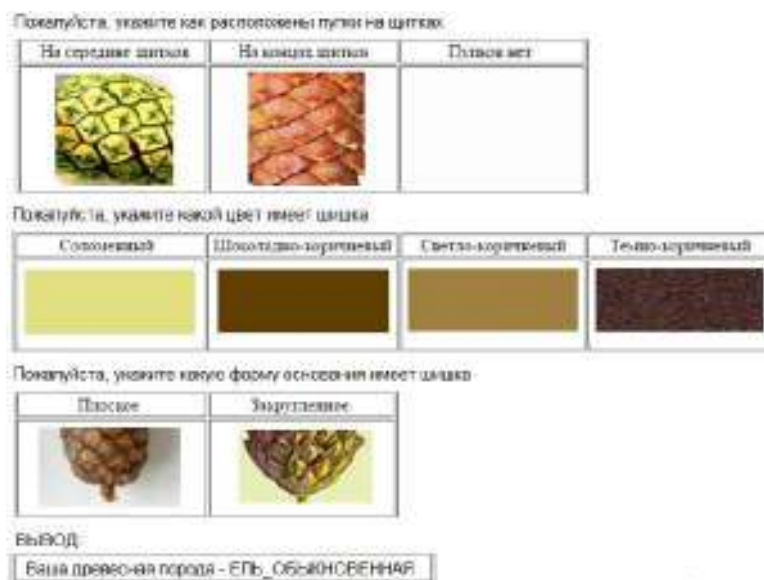 Пожалуйста, укажите как расположены пупки на щитках
На середине щитков На концах щитков Пупков нет
Пожалуйста, укажите какой цвет имеет шишка
Соломенный Шоколадно-коричневый Светло-коричневый Темно-коричневый
Пожалуйста, укажите какую форму основания имеет шишка
Плоское Закругленное
ВЫВОД:
Ваша древесная порода - ЕЛЬ_ОБЫКНОВЕННАЯ